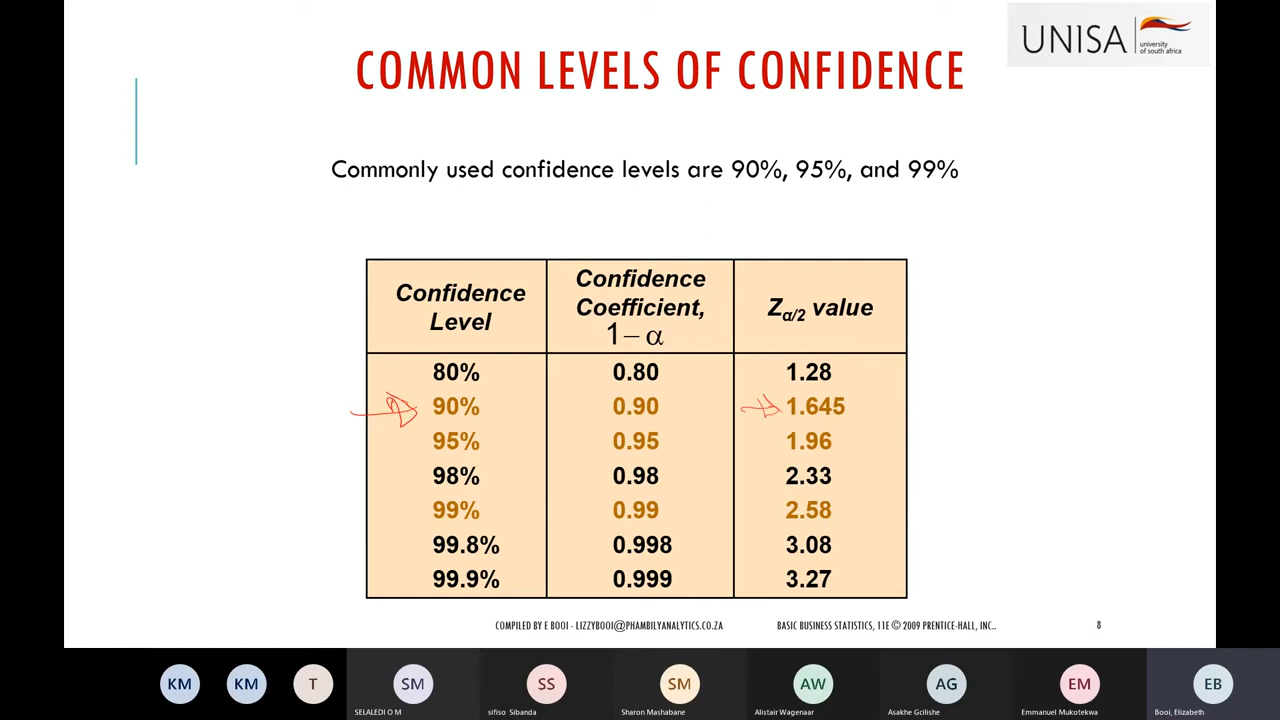 UNISA
university
of south africa
COMMON LEVELS OF CONFIDENCE
Commonly used confidence levels are 90%, 95%, and 99%
Confidence Level
Confidence Coefficient, 1 – α
Zα/2 value
80% 0.80 1.28
90% 0.90 1.645
95% 0.95 1.96
98% 0.98 2.33
99% 0.99 2.58
99.8% 0.998 3.08
99.9% 0.999 3.27
COMPILED BY E BOOI - LIZZYBOOI@PHAMBILYANALYTICS.CO.ZA BASIC BUSINESS STATISTICS, 11E © 2009 PRENTICE-HALL, INC.. 8
KM KM T SM SS SM AW AG EM EB
SELALEDI O M sifiso Sibanda Sharon Mashabane Alistair Wagenaar Asakhe Gcilishe Emmanuel Mukotekwa Booi, Elizabeth